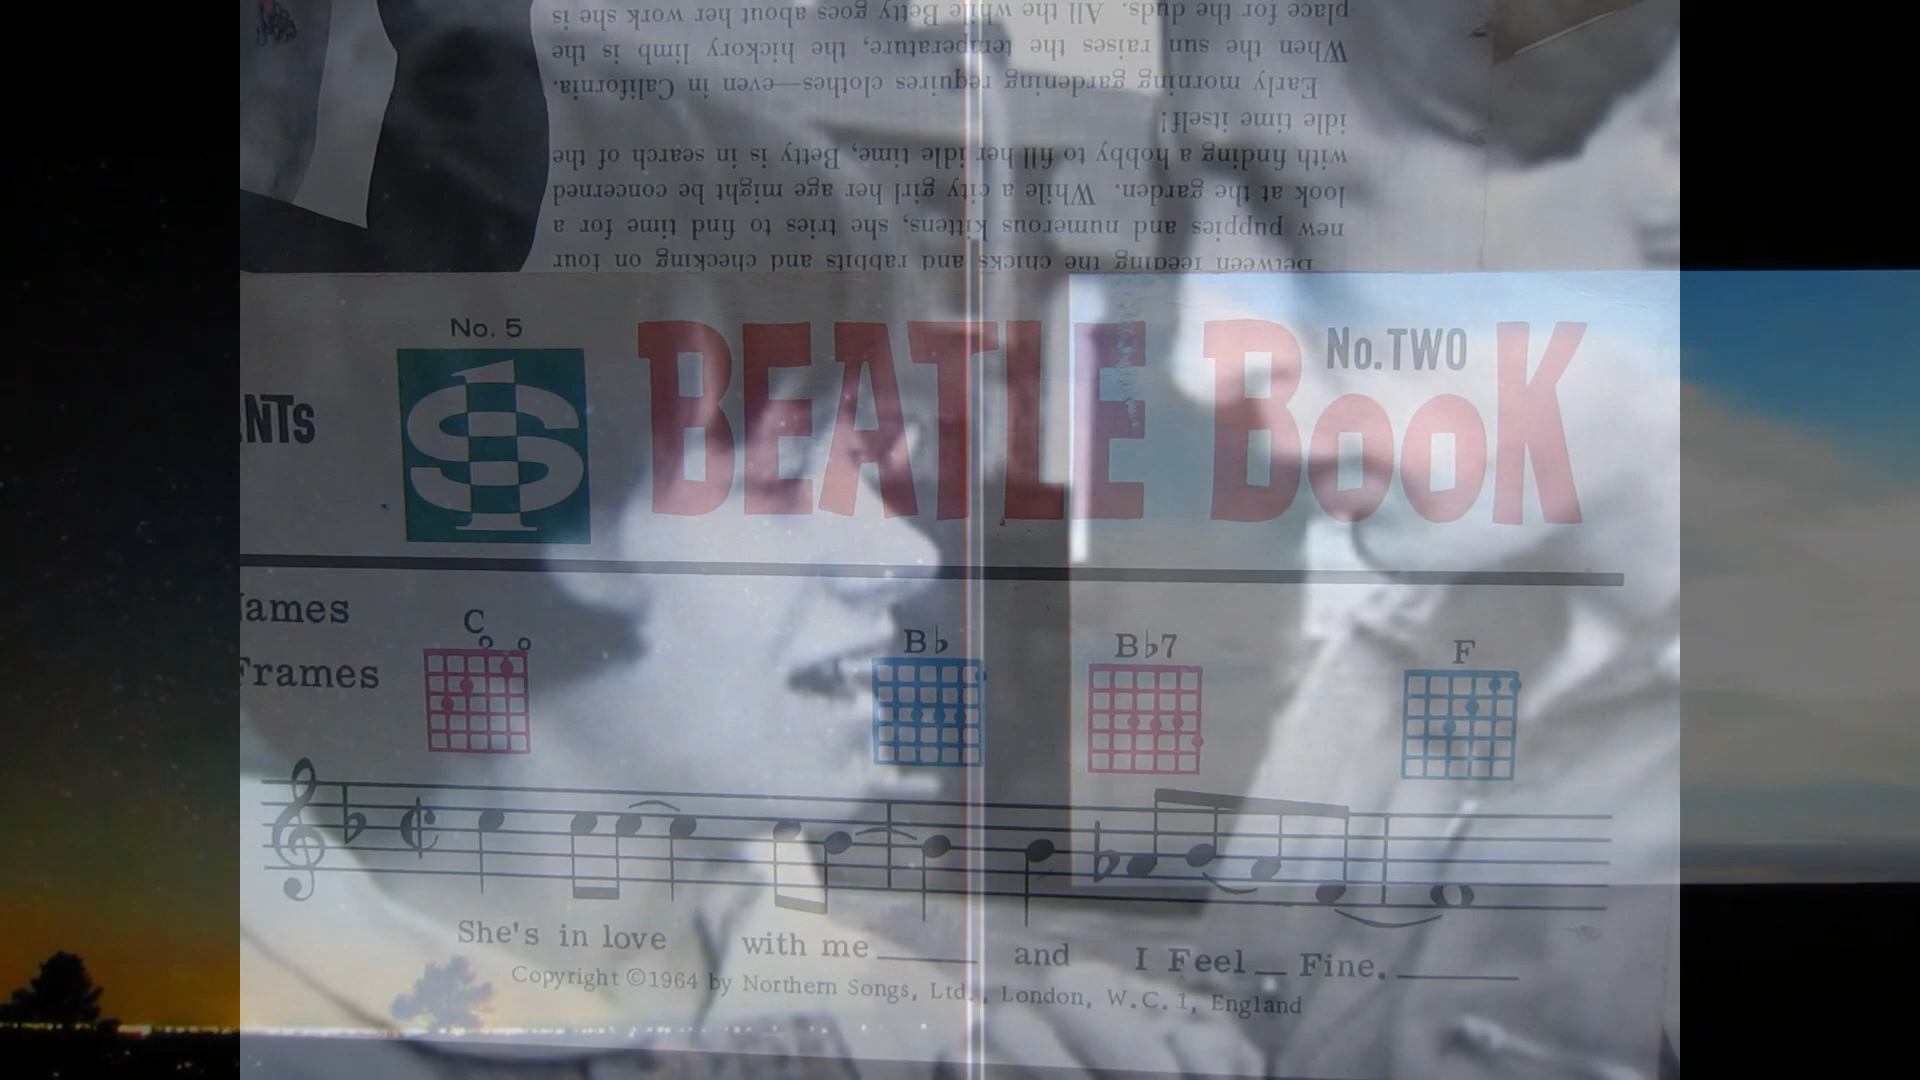 between feeding the chicks and rabbits and checking on four
new puppies and numerous kittens, she tries to find time for a
look at the garden. While a city girl her age might be concerned
with finding a hobby to fill her idle time, Betty is in search of the
idle time itself!
Early morning gardening requires clothes—even in California.
When the sun raises the temperature, the hickory limb is the
place for the duds. All the while Betty goes about her work she is
No. 5
$1
NTs
BEATLE BooK
No. TWO
ames
Frames
C
B♭
B♭7
F
She's in love with me ____ and I Feel _ Fine. ____
Copyright ©1964 by Northern Songs, Ltd., London, W.C.1, England